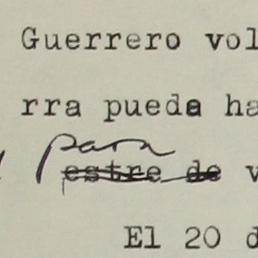 Guerrero vol
rra pueda ha
para
estre de v
El 20 d